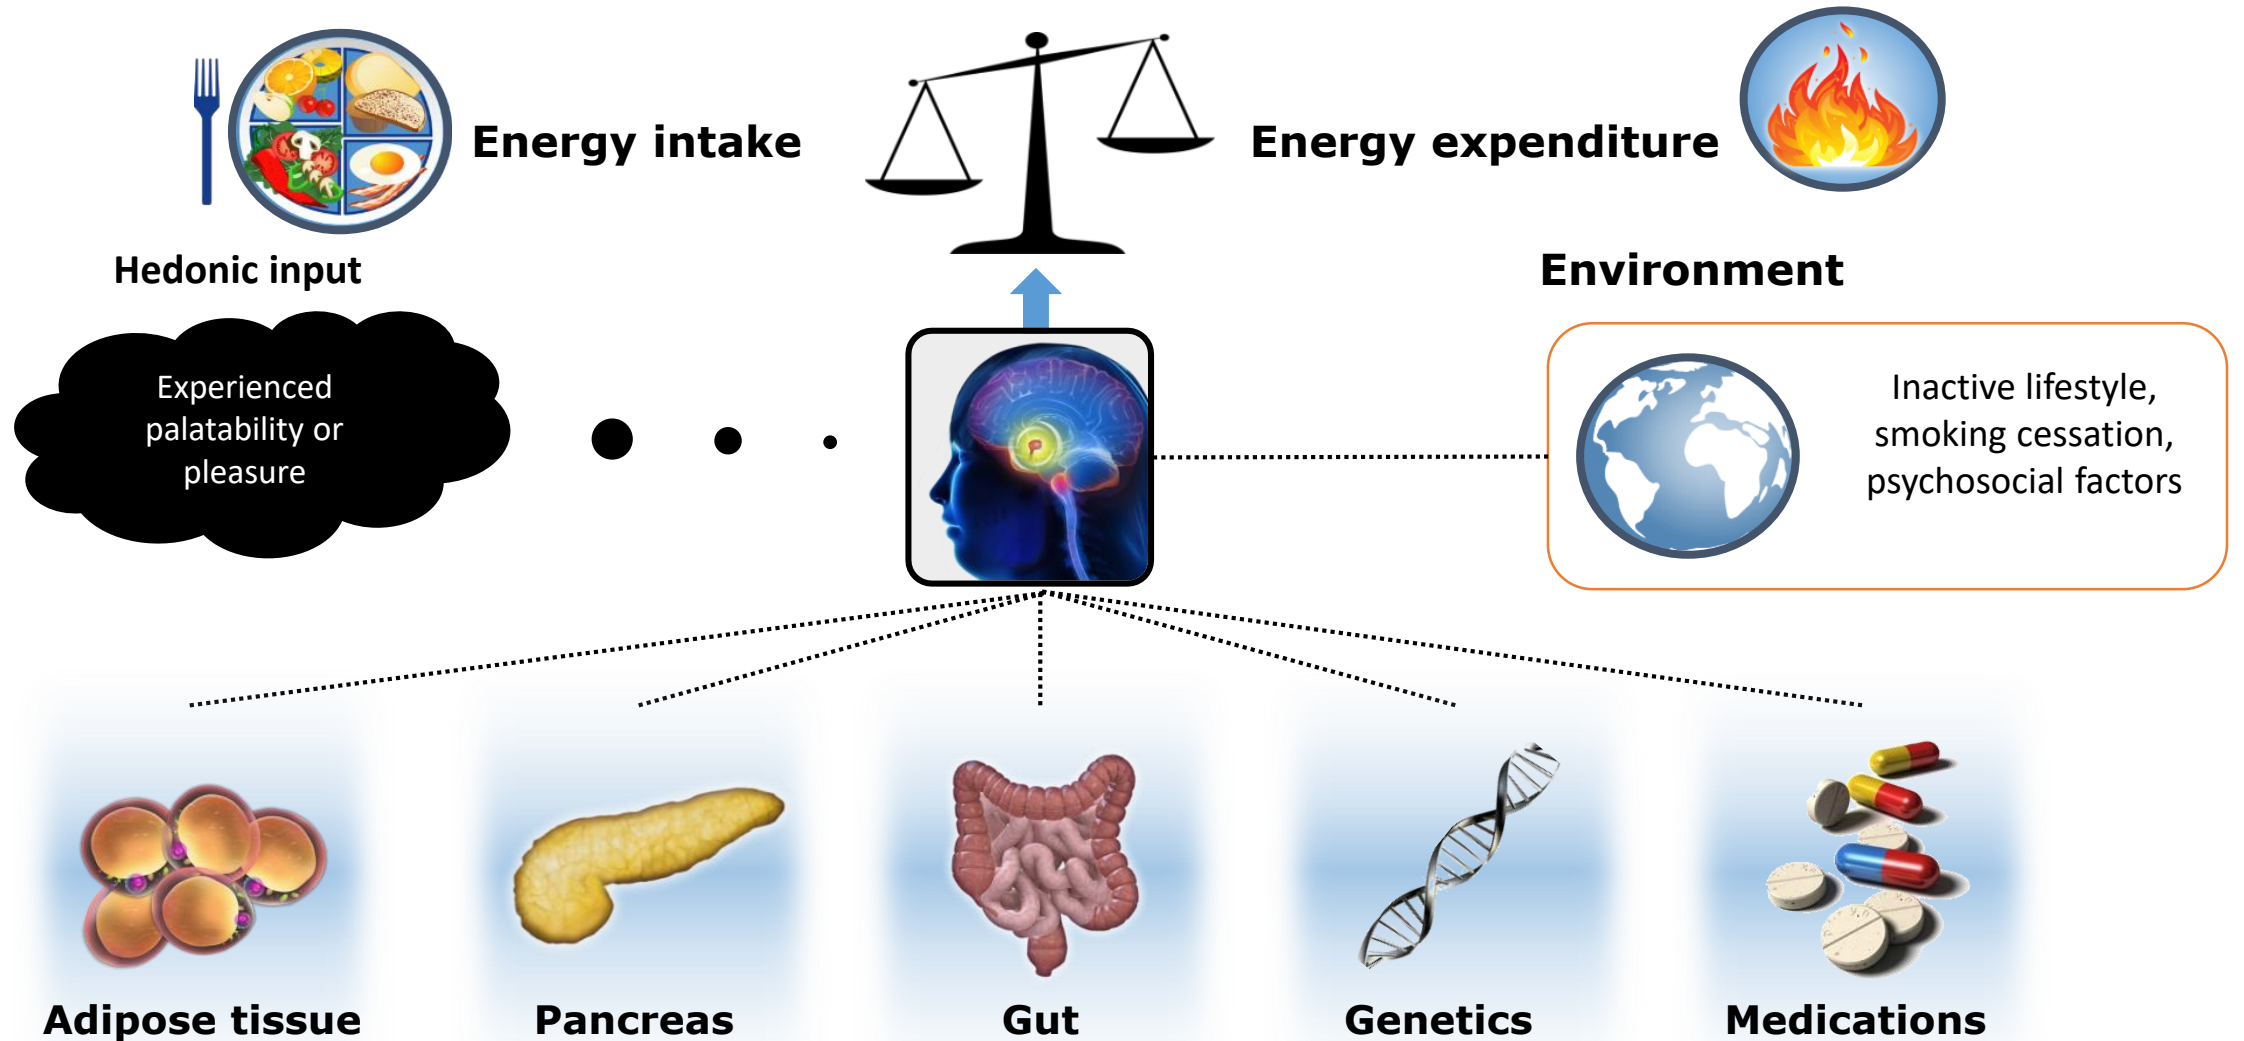 Energy intake
Energy expenditure
Hedonic input
Environment
Experienced
palatability or
pleasure
Inactive lifestyle,
smoking cessation,
psychosocial factors
Adipose tissue
Pancreas
Gut
Genetics
Medications